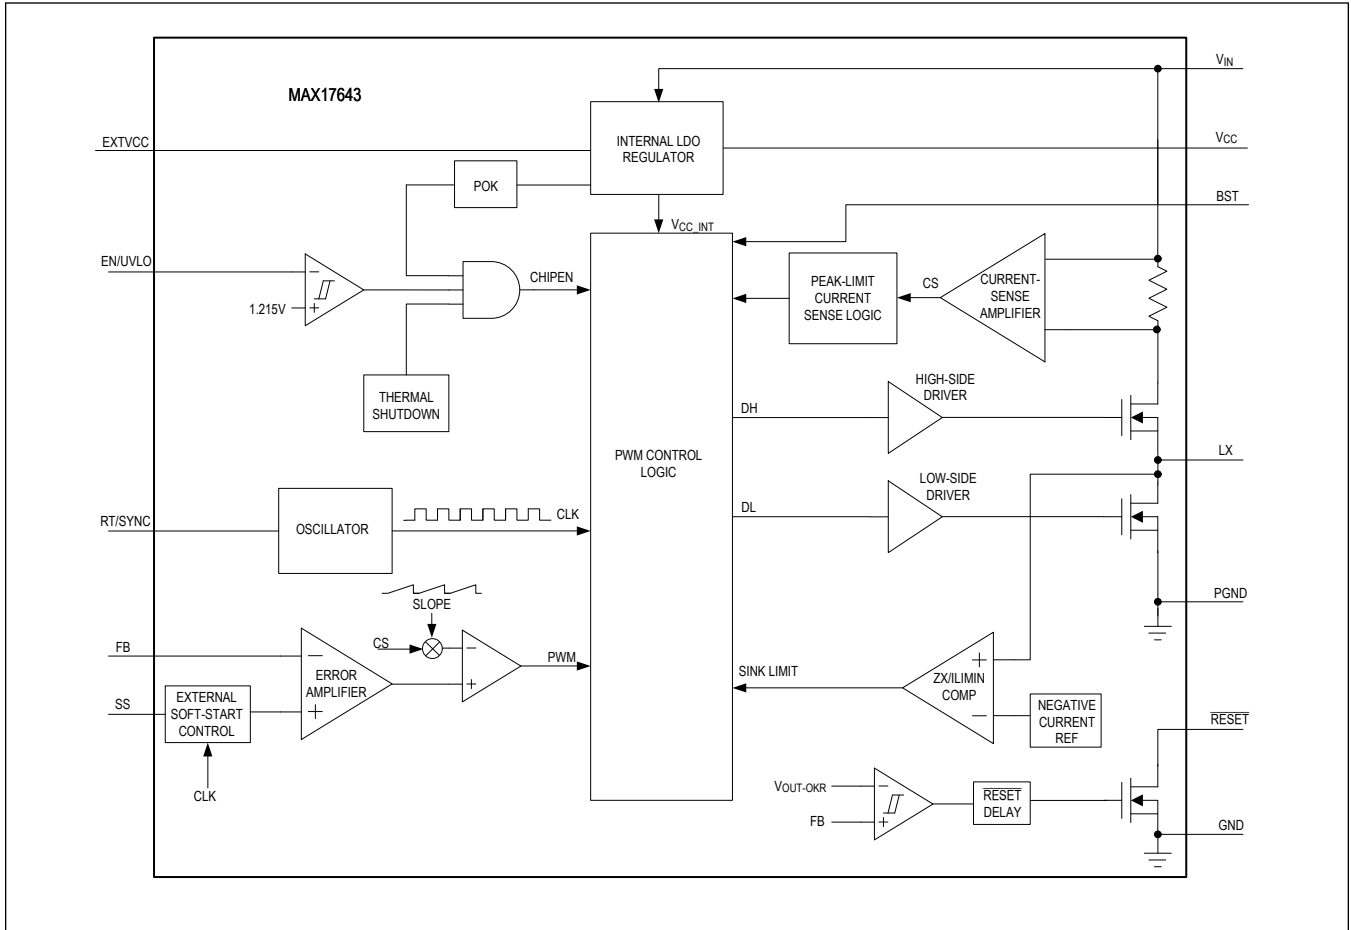 MAX17643
VIN
EXTVCC
INTERNAL LDO
REGULATOR
VCC
POK
BST
VCC_INT
EN/UVLO
−
1.215V
+
CHIPEN
PEAK-LIMIT
CURRENT
SENSE LOGIC
CS
CURRENT-
SENSE
AMPLIFIER
THERMAL
SHUTDOWN
HIGH-SIDE
DRIVER
DH
PWM CONTROL
LOGIC
LX
LOW-SIDE
DRIVER
DL
RT/SYNC
OSCILLATOR
CLK
SLOPE
PGND
FB
−
ERROR
AMPLIFIER
+
CS
−
+
PWM
SINK LIMIT
+
ZX/ILIMIN
COMP
−
NEGATIVE
CURRENT
REF
SS
EXTERNAL
SOFT-START
CONTROL
CLK
RESET
VOUT-OKR
−
FB
+
RESET
DELAY
GND